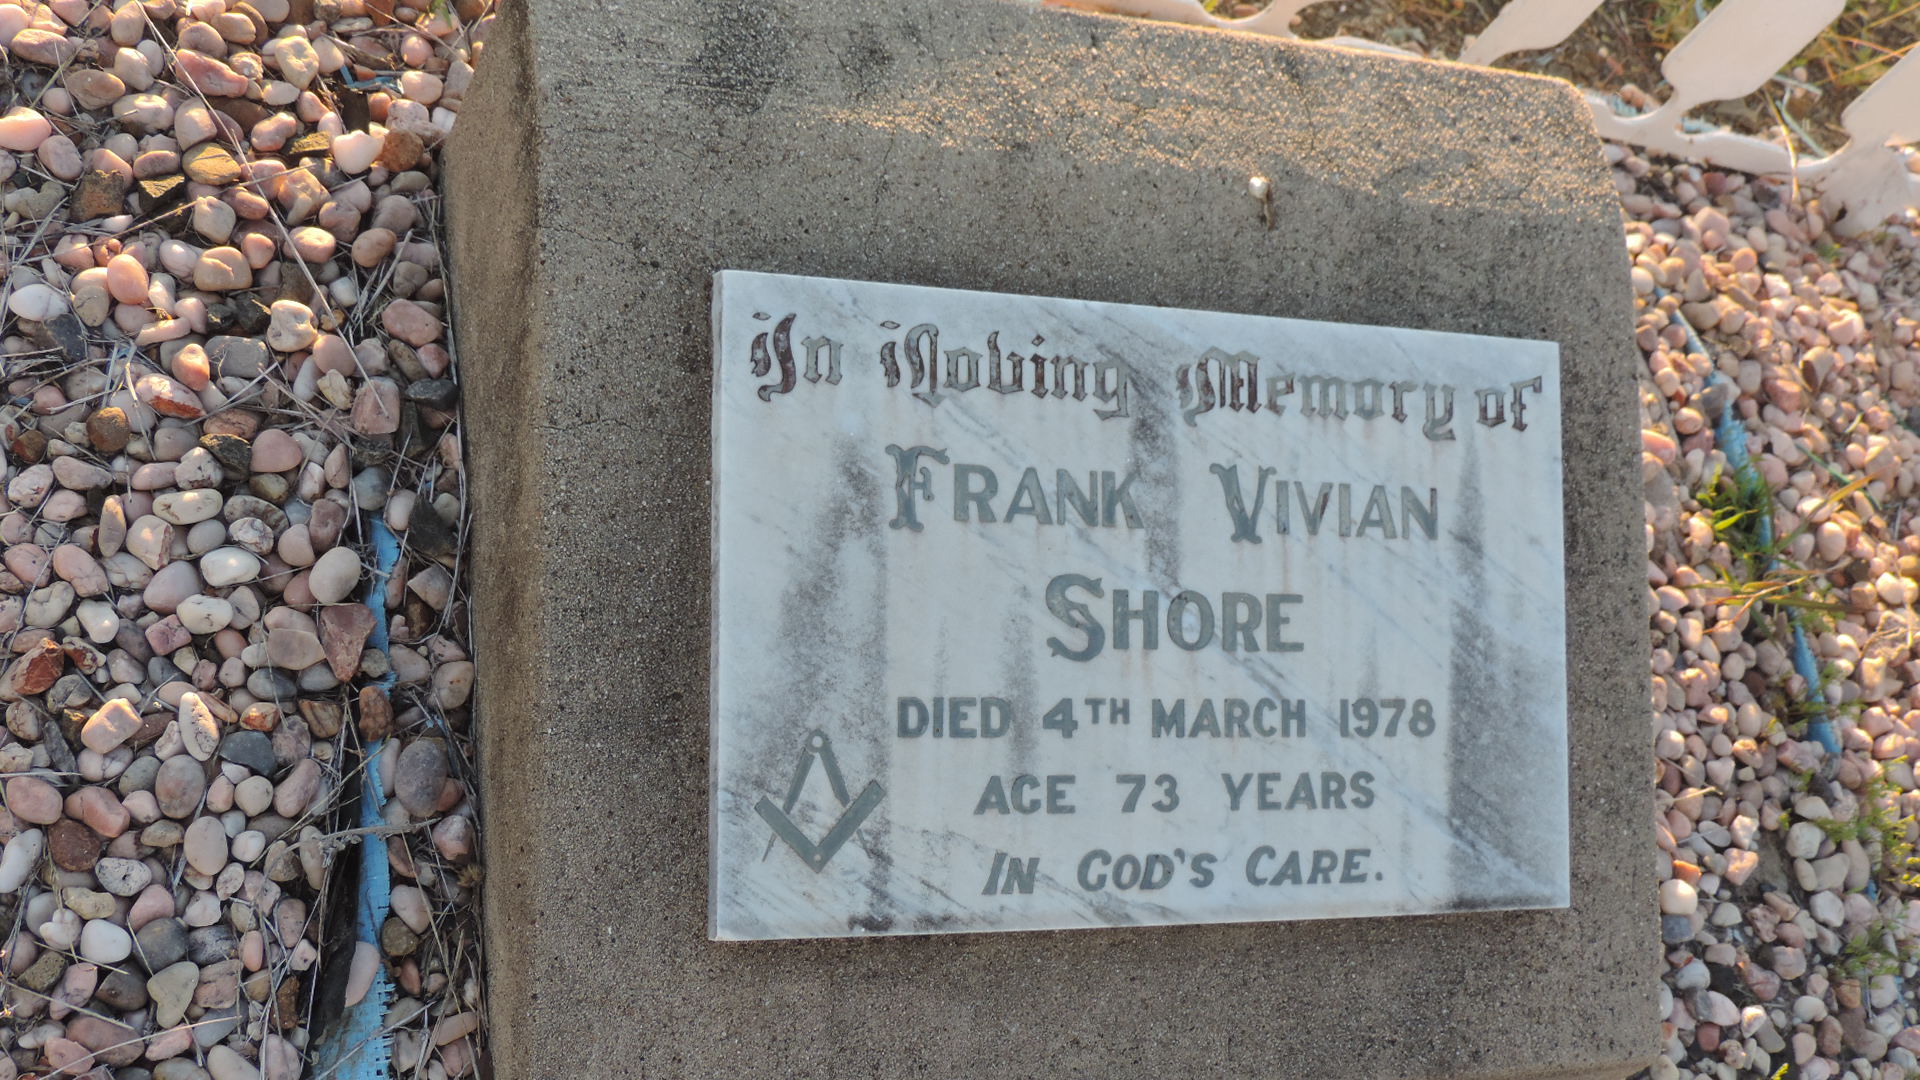 In Loving Memory of
FRANK VIVIAN
SHORE
DIED 4TH MARCH 1978
AGE 73 YEARS
IN GOD'S CARE.